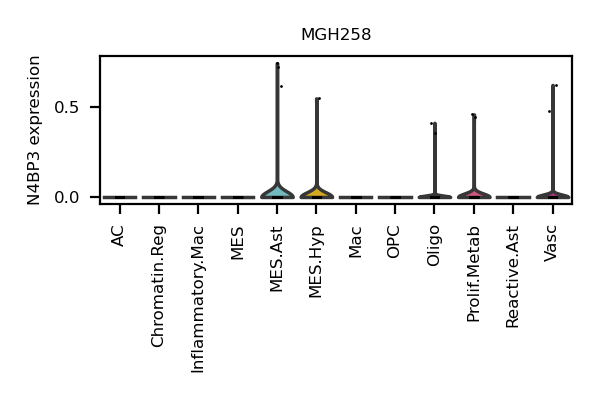 MGH258
N4BP3 expression
0.5
0.0
AC
Chromatin.Reg
Inflammatory.Mac
MES
MES.Ast
MES.Hyp
Mac
OPC
Oligo
Prolif.Metab
Reactive.Ast
Vasc